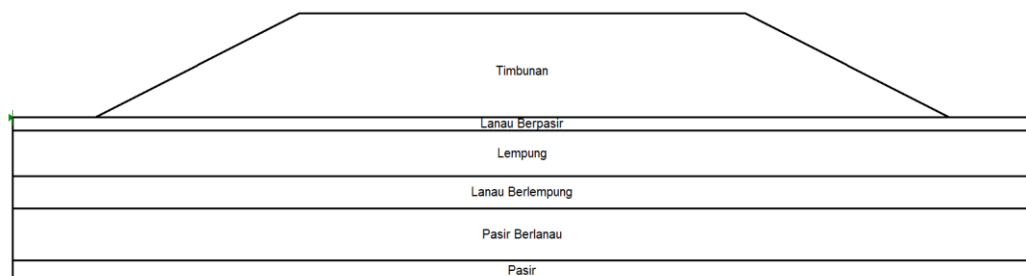 Timbunan
Lanau Berpasir
Lempung
Lanau Berlempung
Pasir Berlanau
Pasir